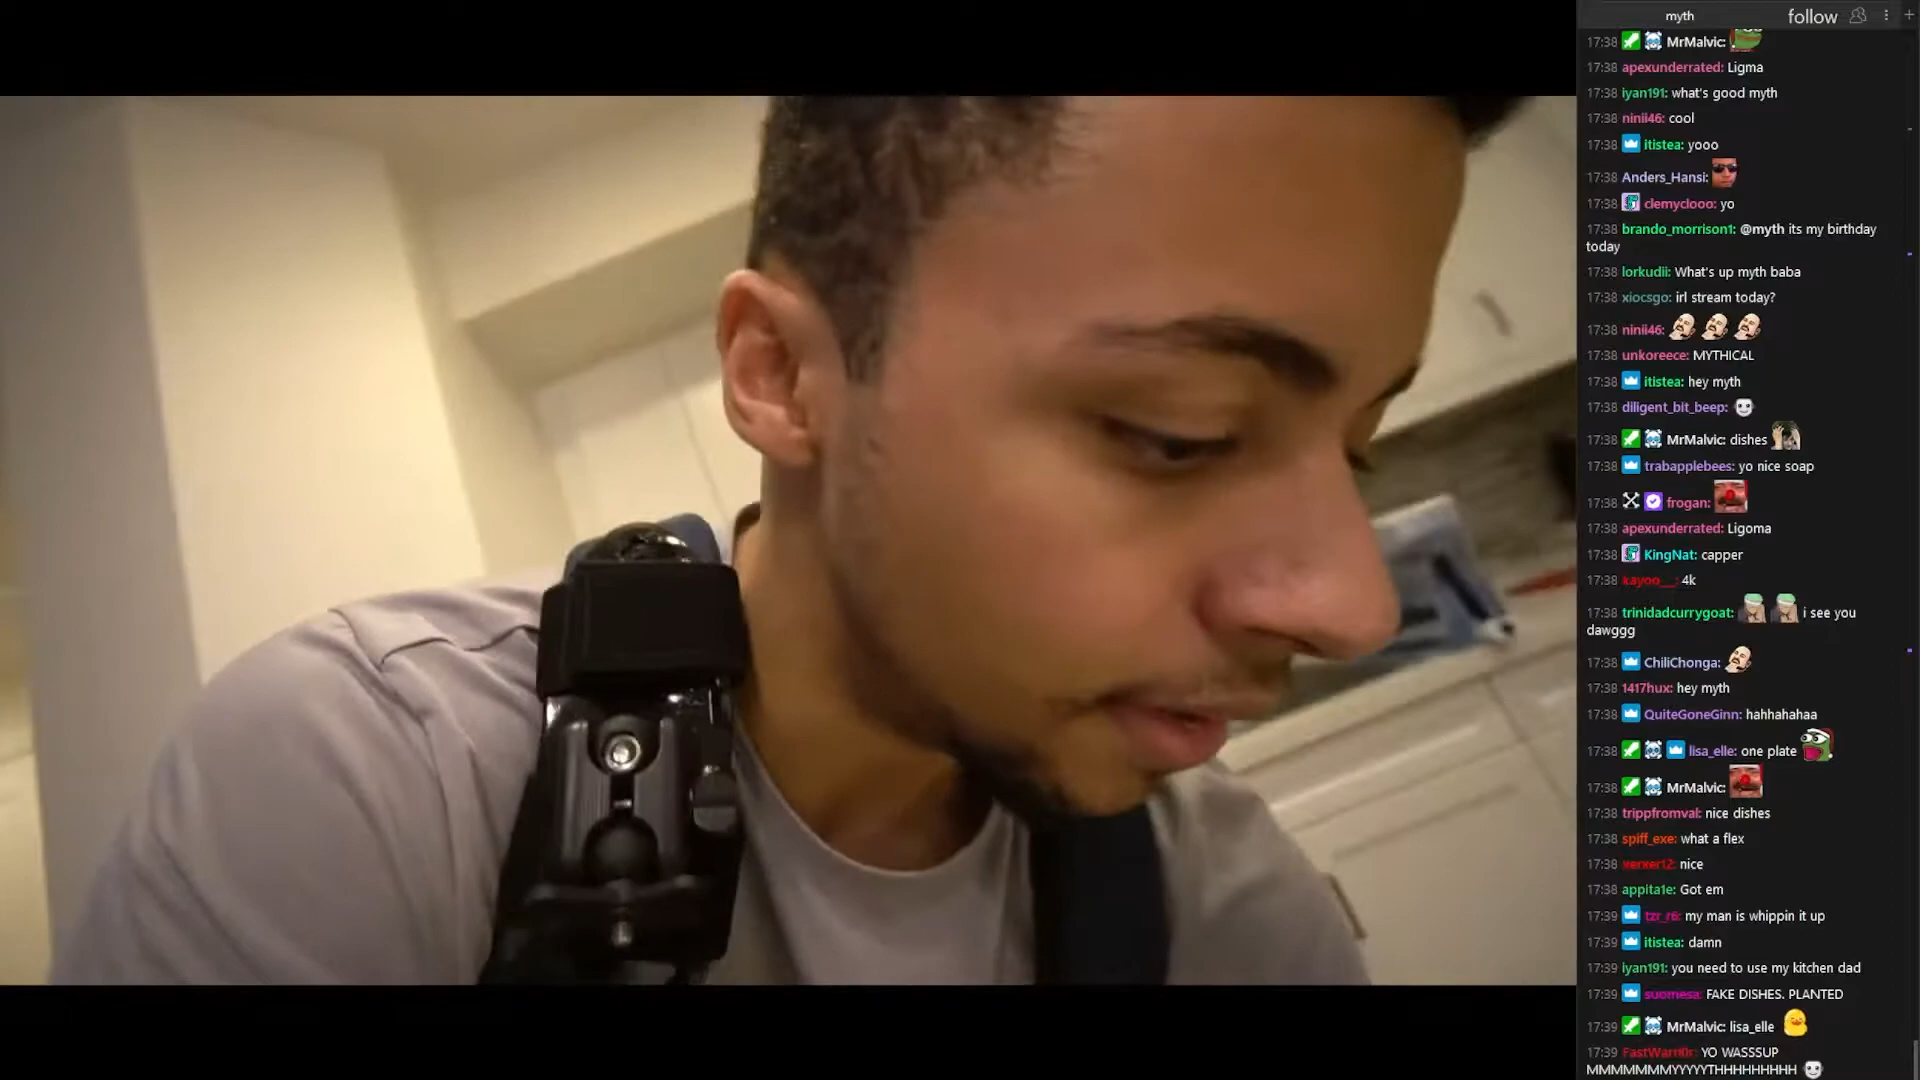 myth follow
17:38 MrMalvic:
17:38 apexunderrated: Ligma
17:38 iyan191: what's good myth
17:38 ninii46: cool
17:38 itistea: yooo
17:38 Anders_Hansi:
17:38 clemyclooo: yo
17:38 brando_morrison1: @myth its my birthday
today
17:38 lorkudii: What's up myth baba
17:38 xiocsgo: irl stream today?
17:38 ninii46:
17:38 unkoreece: MYTHICAL
17:38 itistea: hey myth
17:38 diligent_bit_beep:
17:38 MrMalvic: dishes
17:38 trabapplebees: yo nice soap
17:38 frogan:
17:38 apexunderrated: Ligoma
17:38 KingNat: capper
17:38 kayoo__: 4k
17:38 trinidadcurrygoat: i see you
dawggg
17:38 ChiliChonga:
17:38 1417hux: hey myth
17:38 QuiteGoneGinn: hahhahahaa
17:38 lisa_elle: one plate
17:38 MrMalvic:
17:38 trippfromval: nice dishes
17:38 spiff_exe: what a flex
17:38 xerxer12: nice
17:38 appita1e: Got em
17:39 tzr_r6: my man is whippin it up
17:39 itistea: damn
17:39 iyan191: you need to use my kitchen dad
17:39 suomesa: FAKE DISHES. PLANTED
17:39 MrMalvic: lisa_elle
17:39 YO WASSSUP
MMMMMMMYYYYYTHHHHHHHHHH